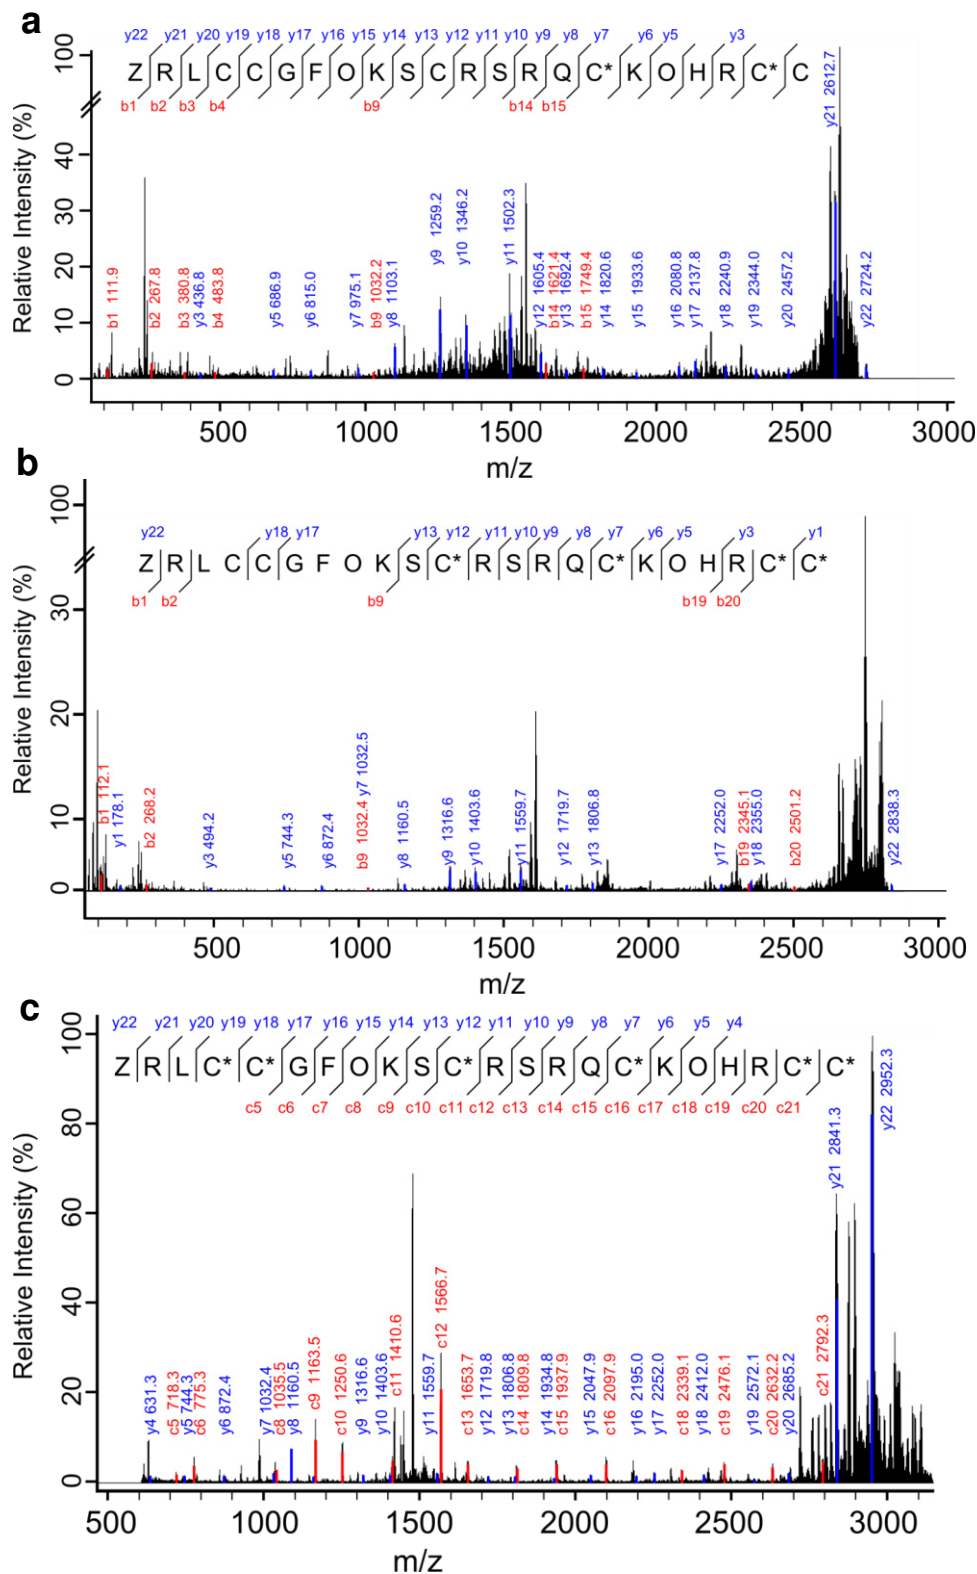 a
y22 y21 y20 y19 y18 y17 y16 y15 y14 y13 y12 y11 y10 y9 y8 y7 y6 y5 y3
Z R L C C G F O K S C R S R Q C* K O H R C* C
b1 b2 b3 b4 b9 b14 b15
Relative Intensity (%)
100
40
30
20
10
0
b1 111.9
b2 267.8
b3 380.8
y3 436.8
b4 483.8
y5 686.9
y6 815.0
y7 975.1
b9 1032.2
y8 1103.1
y9 1259.2
y10 1346.2
y11 1502.3
y12 1605.4
b14 1621.4
y13 1692.4
b15 1749.4
y14 1820.6
y15 1933.6
y16 2080.8
y17 2137.8
y18 2240.9
y19 2344.0
y20 2457.2
y21 2612.7
y22 2724.2
500 1000 1500 2000 2500 3000
m/z
b
y22 y18 y17 y13 y12 y11 y10 y9 y8 y7 y6 y5 y3 y1
Z R L C C G F O K S C* R S R Q C* K O H R C* C*
b1 b2 b9 b19 b20
Relative Intensity (%)
100
30
20
10
0
b1 112.1
y1 178.1
b2 268.2
y3 494.2
y5 744.3
y6 872.4
b9 1032.4
y7 1032.5
y8 1160.5
y9 1316.6
y10 1403.6
y11 1559.7
y12 1719.7
y13 1806.8
y17 2252.0
b19 2345.1
y18 2355.0
b20 2501.2
y22 2838.3
500 1000 1500 2000 2500 3000
m/z
c
y22 y21 y20 y19 y18 y17 y16 y15 y14 y13 y12 y11 y10 y9 y8 y7 y6 y5 y4
Z R L C* C* G F O K S C* R S R Q C* K O H R C* C*
c5 c6 c7 c8 c9 c10 c11 c12 c13 c14 c15 c16 c17 c18 c19 c20 c21
Relative Intensity (%)
100
80
60
40
20
0
y4 631.3
c5 718.3
y5 744.3
c6 775.3
y6 872.4
y7 1032.4
c8 1035.5
y8 1160.5
c9 1163.5
c10 1250.6
y9 1316.6
y10 1403.6
c11 1410.6
y11 1559.7
c12 1566.7
c13 1653.7
y12 1719.8
y13 1806.8
c14 1809.8
y14 1934.8
c15 1937.9
y15 2047.9
c16 2097.9
y16 2195.0
y17 2252.0
c18 2339.1
y18 2412.0
c19 2476.1
y19 2572.1
c20 2632.2
y20 2685.2
c21 2792.3
y21 2841.3
y22 2952.3
500 1000 1500 2000 2500 3000
m/z